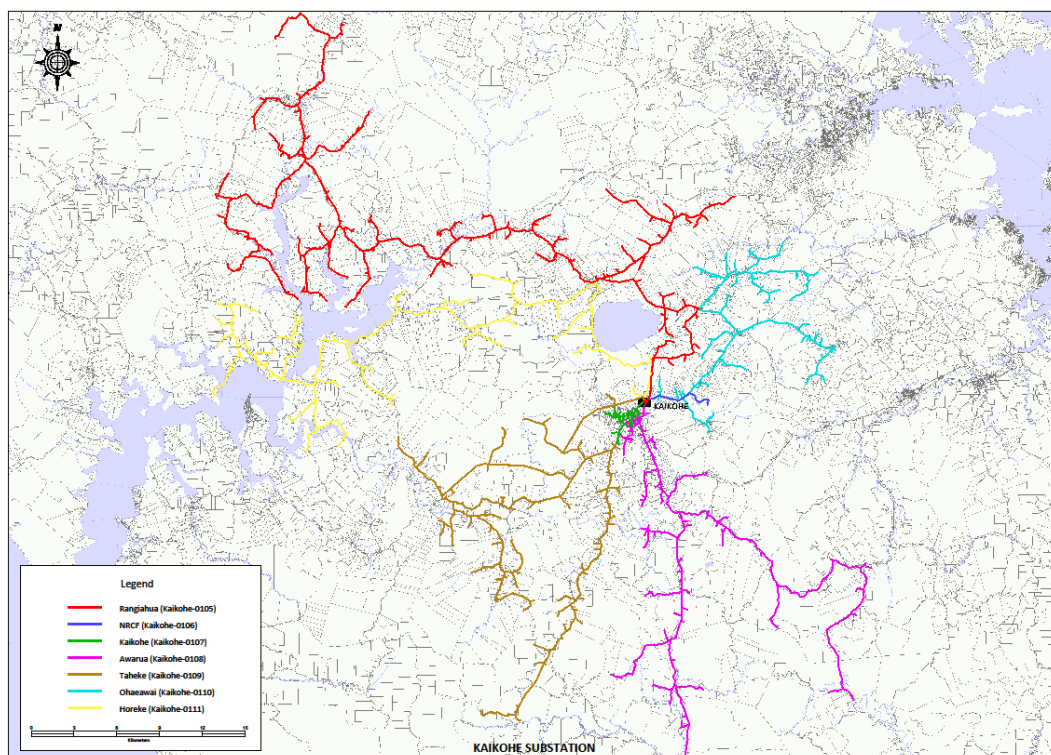 N
KAIKOHE
Legend
Rangiahua (Kaikohe-0105)
NRCF (Kaikohe-0106)
Kaikohe (Kaikohe-0107)
Awarua (Kaikohe-0108)
Taheke (Kaikohe-0109)
Ohaeawai (Kaikohe-0110)
Horeke (Kaikohe-0111)
Kilometers
KAIKOHE SUBSTATION